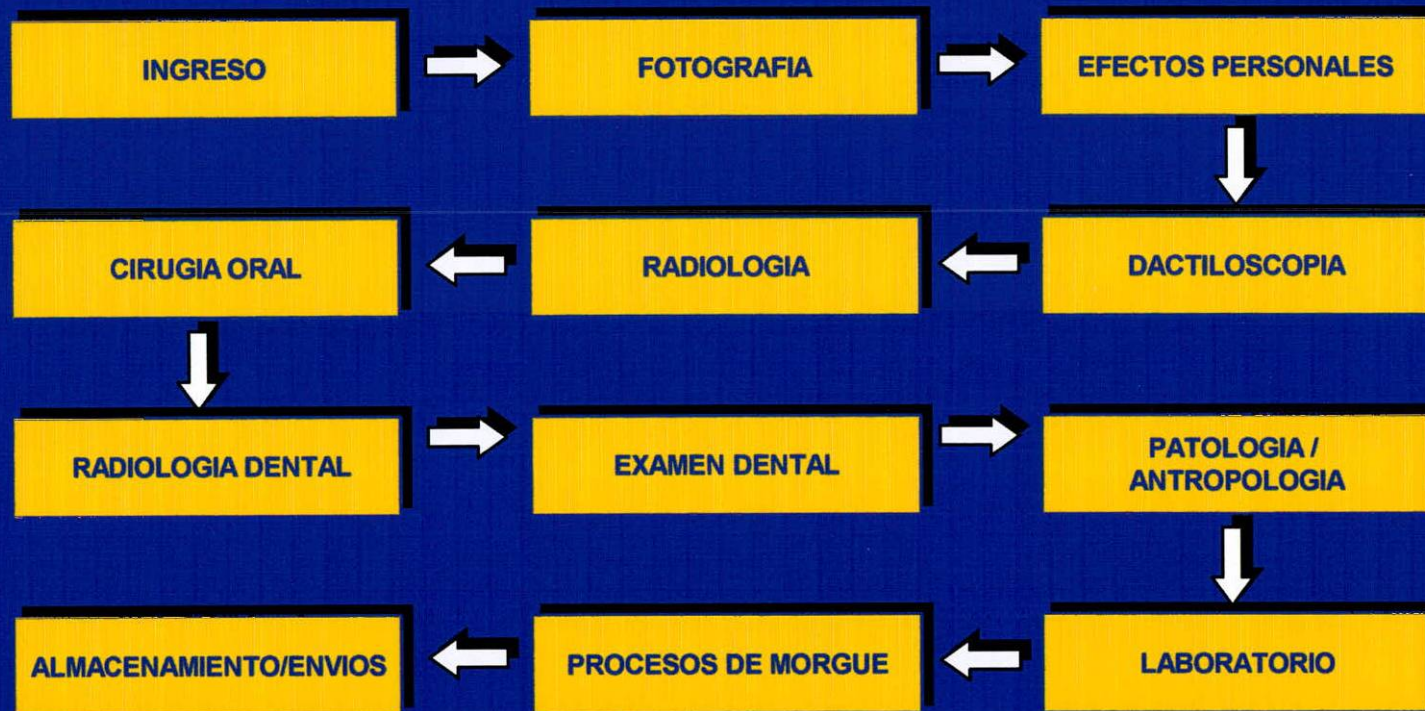 INGRESO
FOTOGRAFIA
EFECTOS PERSONALES
DACTILOSCOPIA
RADIOLOGIA
CIRUGIA ORAL
RADIOLOGIA DENTAL
EXAMEN DENTAL
PATOLOGIA /
ANTROPOLOGIA
LABORATORIO
PROCESOS DE MORGUE
ALMACENAMIENTO/ENVIOS